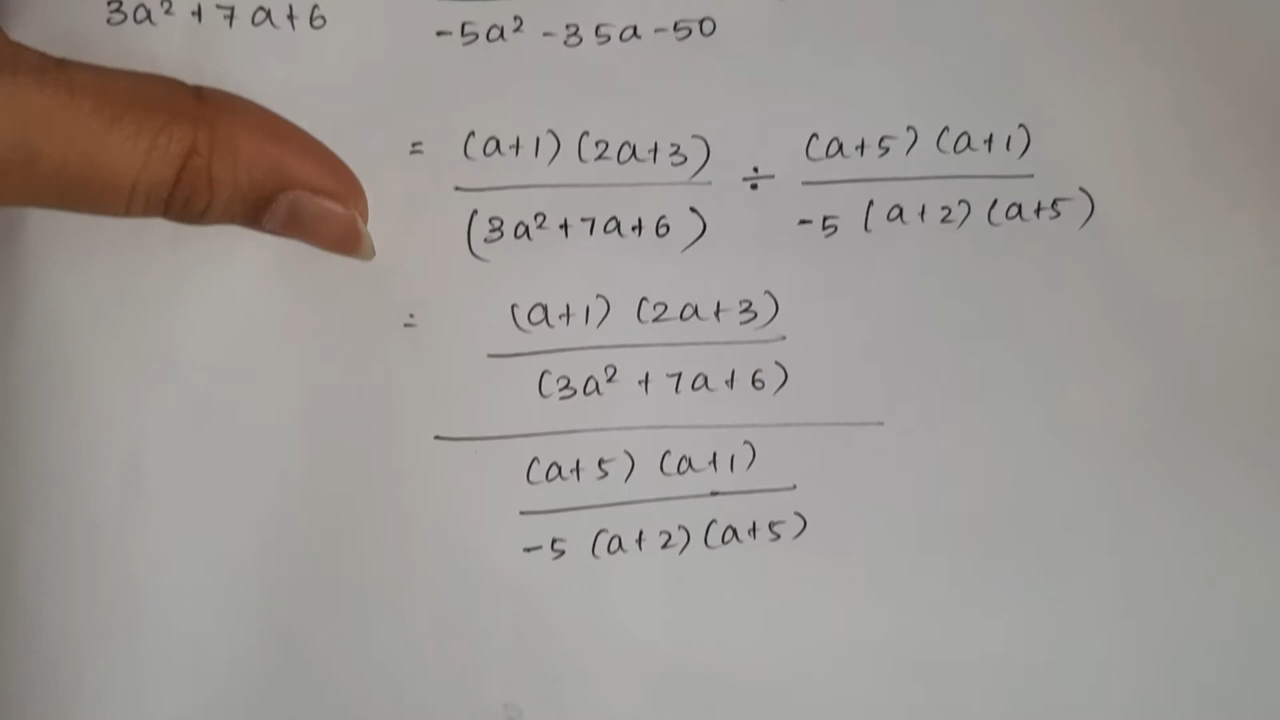 3a² + 7a + 6 -5a² - 35a - 50
= (a+1) (2a+3) ÷ (a+5) (a+1)
(3a² + 7a + 6) -5 (a+2) (a+5)
= (a+1) (2a+3)
(3a² + 7a + 6)
(a+5) (a+1)
-5 (a+2) (a+5)